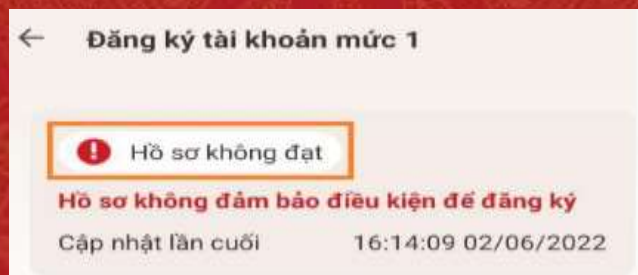 Đăng ký tài khoản mức 1
Hồ sơ không đạt
Hồ sơ không đảm bảo điều kiện để đăng ký
Cập nhật lần cuối 16:14:09 02/06/2022